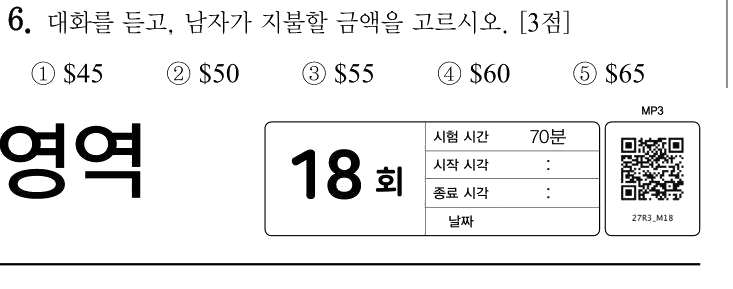 6. 대화를 듣고, 남자가 지불할 금액을 고르시오. [3점]
① $45 ② $50 ③ $55 ④ $60 ⑤ $65
영역
18회
시험 시간 70분
시작 시각 :
종료 시각 :
날짜
MP3
27R3_M18